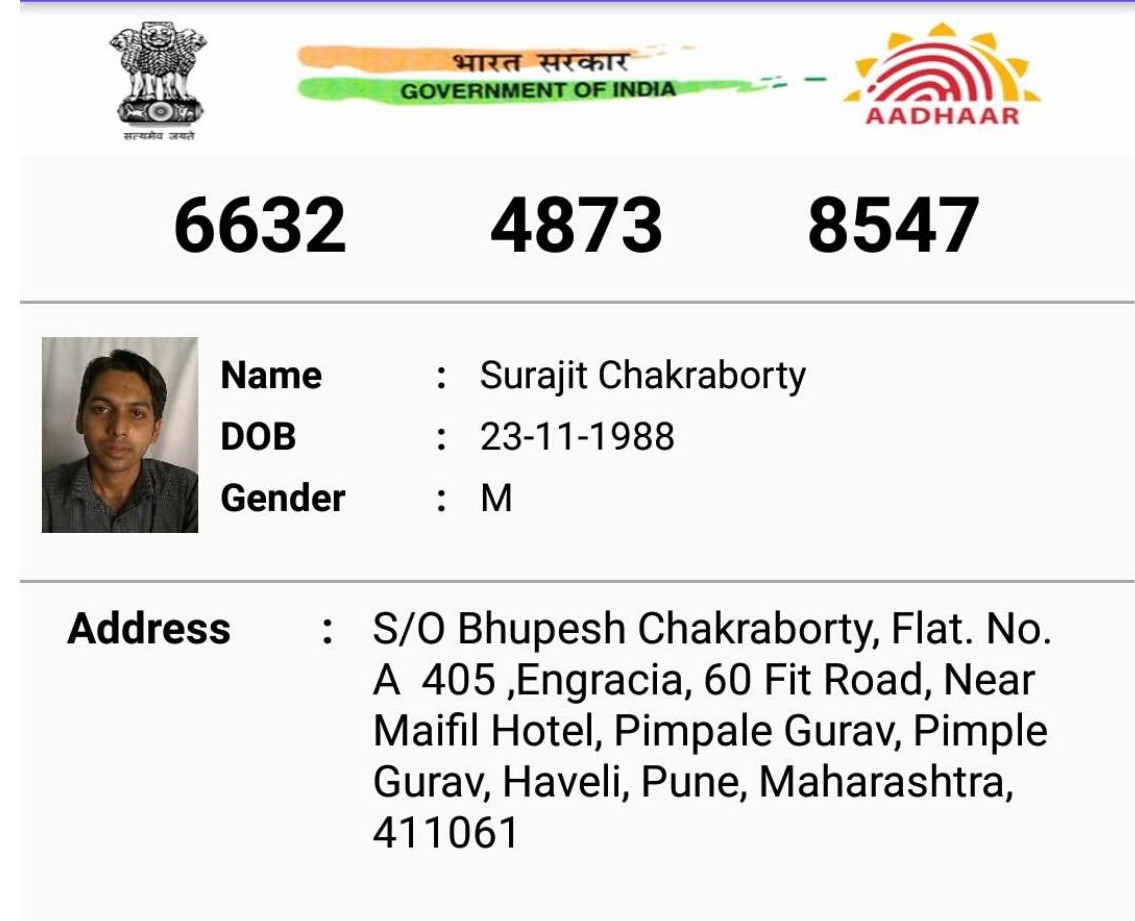 सत्यमेव जयते
भारत सरकार
GOVERNMENT OF INDIA
AADHAAR
6632 4873 8547
Name : Surajit Chakraborty
DOB : 23-11-1988
Gender : M
Address : S/O Bhupesh Chakraborty, Flat. No.
A 405 ,Engracia, 60 Fit Road, Near
Maifil Hotel, Pimpale Gurav, Pimple
Gurav, Haveli, Pune, Maharashtra,
411061